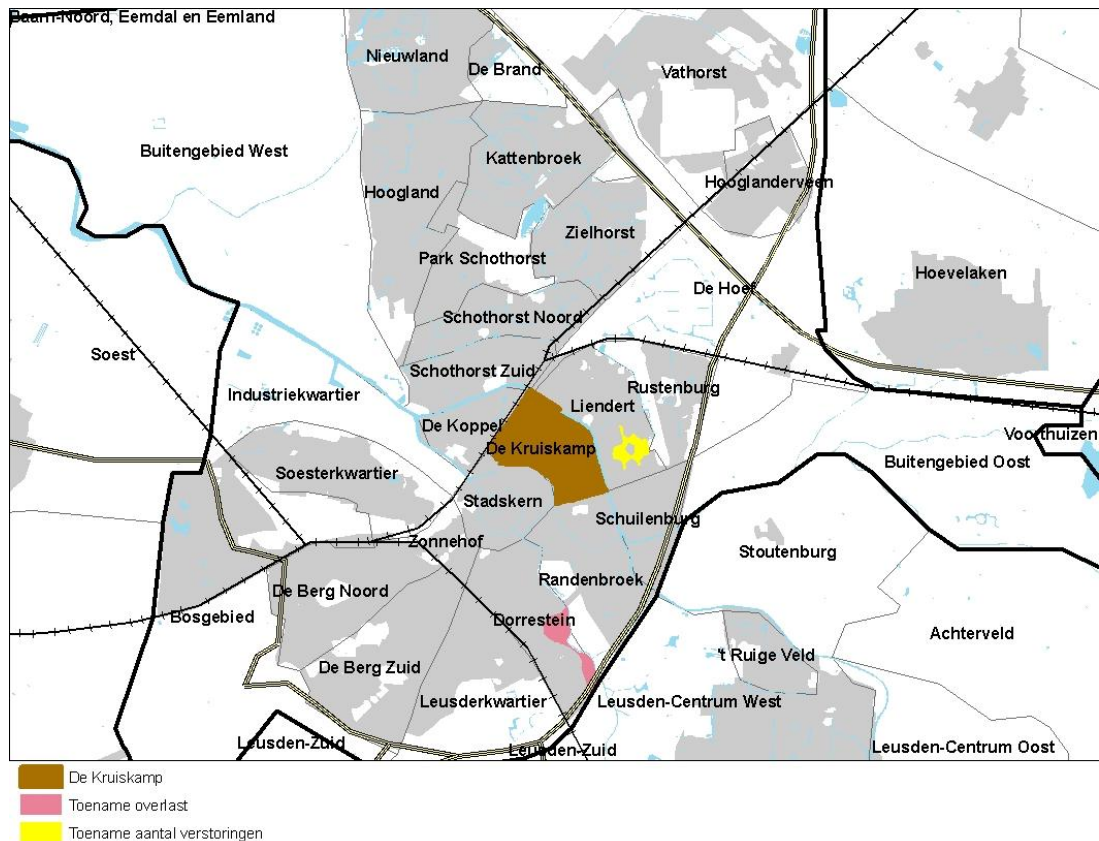 Baarn-Noord, Eemdal en Eemland
Nieuwland
De Brand
Vathorst
Buitengebied West
Kattenbroek
Hoogland
Hooglanderveen
Zielhorst
Park Schothorst
Hoevelaken
De Hoef
Schothorst Noord
Soest
Schothorst Zuid
Rustenburg
Industriekwartier
Liendert
De Koppel
De Kruiskamp
Voorthuizen
Buitengebied Oost
Soesterkwartier
Stadskern
Schuilenburg
Zonnehof
Stoutenburg
Randenbroek
De Berg Noord
Bosgebied
Dorrestein
Achterveld
't Ruige Veld
De Berg Zuid
Leusderkwartier
Leusden-Centrum West
Leusden-Zuid
Leusden-Zuid
Leusden-Centrum Oost
De Kruiskamp
Toename overlast
Toename aantal verstoringen